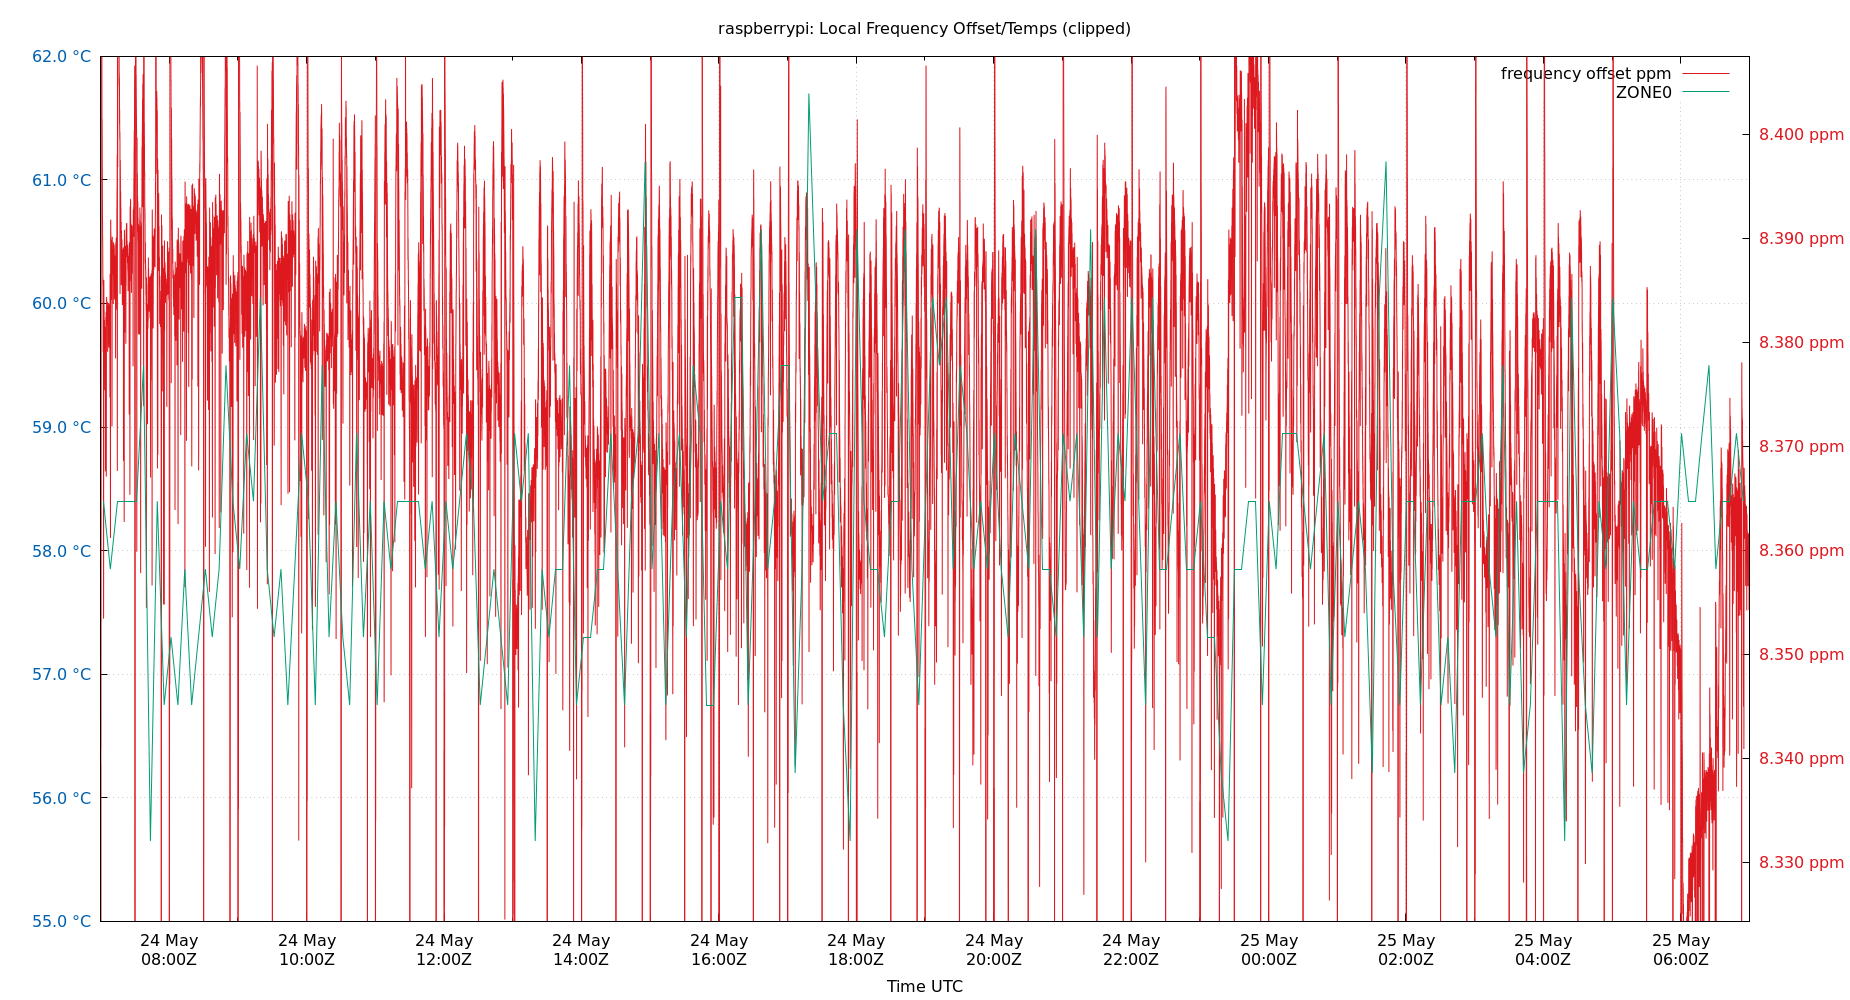 raspberrypi: Local Frequency Offset/Temps (clipped)
frequency offset ppm
ZONE0
62.0 °C
61.0 °C
60.0 °C
59.0 °C
58.0 °C
57.0 °C
56.0 °C
55.0 °C
8.400 ppm
8.390 ppm
8.380 ppm
8.370 ppm
8.360 ppm
8.350 ppm
8.340 ppm
8.330 ppm
24 May
08:00Z
24 May
10:00Z
24 May
12:00Z
24 May
14:00Z
24 May
16:00Z
24 May
18:00Z
24 May
20:00Z
24 May
22:00Z
25 May
00:00Z
25 May
02:00Z
25 May
04:00Z
25 May
06:00Z
Time UTC